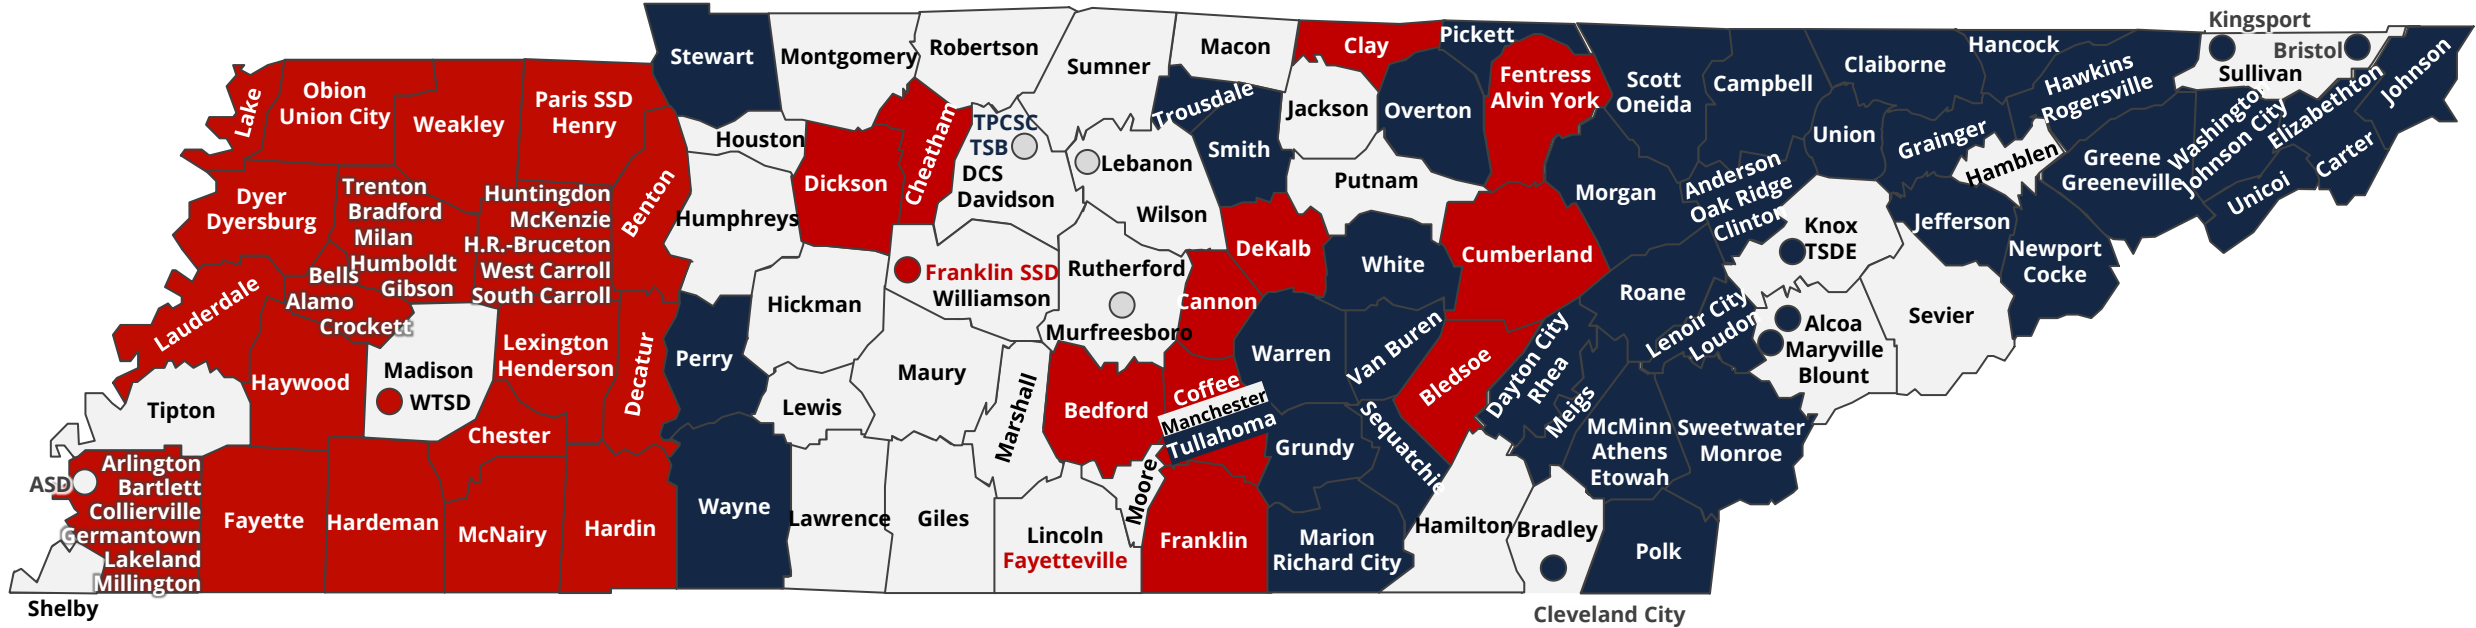 Lake
Obion
Union City
Weakley
Paris SSD
Henry
Stewart
Montgomery
Robertson
Sumner
Macon
Clay
Pickett
Fentress
Alvin York
Scott
Oneida
Campbell
Claiborne
Hancock
Hawkins
Rogersville
Kingsport
Bristol
Sullivan
Johnson
Dyer
Dyersburg
Trenton
Bradford
Milan
Humboldt
Gibson
Huntingdon
McKenzie
H.R.-Bruceton
West Carroll
South Carroll
Benton
Houston
Humphreys
Dickson
Cheatham
TPCSC
TSB
DCS
Davidson
Lebanon
Wilson
Trousdale
Smith
Jackson
Overton
Putnam
Morgan
Anderson
Oak Ridge
Clinton
Union
Grainger
Hamblen
Greene
Greeneville
Washington
Johnson City
Elizabethton
Carter
Unicoi
Lauderdale
Bells
Alamo
Crockett
Haywood
Madison
WTSD
Lexington
Henderson
Decatur
Perry
Hickman
Franklin SSD
Williamson
Rutherford
Murfreesboro
Cannon
DeKalb
White
Cumberland
Roane
Knox
TSDE
Jefferson
Newport
Cocke
Sevier
Tipton
Chester
Lewis
Maury
Marshall
Bedford
Coffee
Manchester
Tullahoma
Warren
Van Buren
Bledsoe
Dayton City
Rhea
Meigs
Lenoir City
Loudon
Alcoa
Maryville
Blount
ASD
Arlington
Bartlett
Collierville
Germantown
Lakeland
Millington
Shelby
Fayette
Hardeman
McNairy
Hardin
Wayne
Lawrence
Giles
Lincoln
Fayetteville
Moore
Franklin
Grundy
Sequatchie
Marion
Richard City
Hamilton
Bradley
Cleveland City
McMinn
Athens
Etowah
Sweetwater
Monroe
Polk